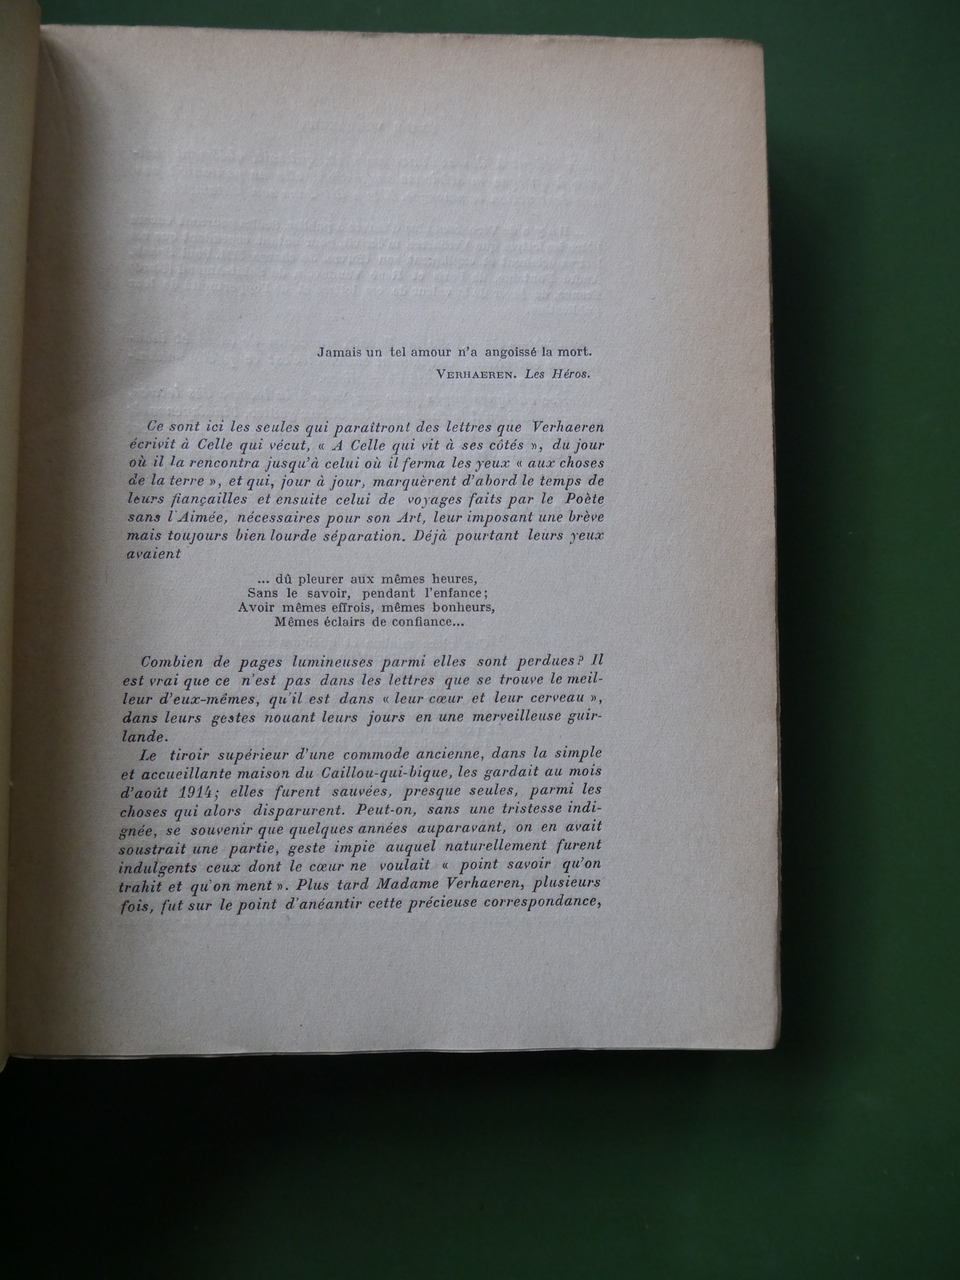 Jamais un tel amour n'a angoissé la mort.
VERHAEREN. Les Héros.
Ce sont ici les seules qui paraîtront des lettres que Verhaeren
écrivit à Celle qui vécut, « A Celle qui vit à ses côtés », du jour
où il la rencontra jusqu'à celui où il ferma les yeux « aux choses
de la terre », et qui, jour à jour, marquèrent d'abord le temps de
leurs fiançailles et ensuite celui de voyages faits par le Poète
sans l'Aimée, nécessaires pour son Art, leur imposant une brève
mais toujours bien lourde séparation. Déjà pourtant leurs yeux
avaient
... dû pleurer aux mêmes heures,
Sans le savoir, pendant l'enfance;
Avoir mêmes effrois, mêmes bonheurs,
Mêmes éclairs de confiance...
Combien de pages lumineuses parmi elles sont perdues? Il
est vrai que ce n'est pas dans les lettres que se trouve le meil-
leur d'eux-mêmes, qu'il est dans « leur cœur et leur cerveau »,
dans leurs gestes nouant leurs jours en une merveilleuse guir-
lande.
Le tiroir supérieur d'une commode ancienne, dans la simple
et accueillante maison du Caillou-qui-bique, les gardait au mois
d'août 1914; elles furent sauvées, presque seules, parmi les
choses qui alors disparurent. Peut-on, sans une tristesse indi-
gnée, se souvenir que quelques années auparavant, on en avait
soustrait une partie, geste impie auquel naturellement furent
indulgents ceux dont le cœur ne voulait « point savoir qu'on
trahit et qu'on ment ». Plus tard Madame Verhaeren, plusieurs
fois, fut sur le point d'anéantir cette précieuse correspondance,